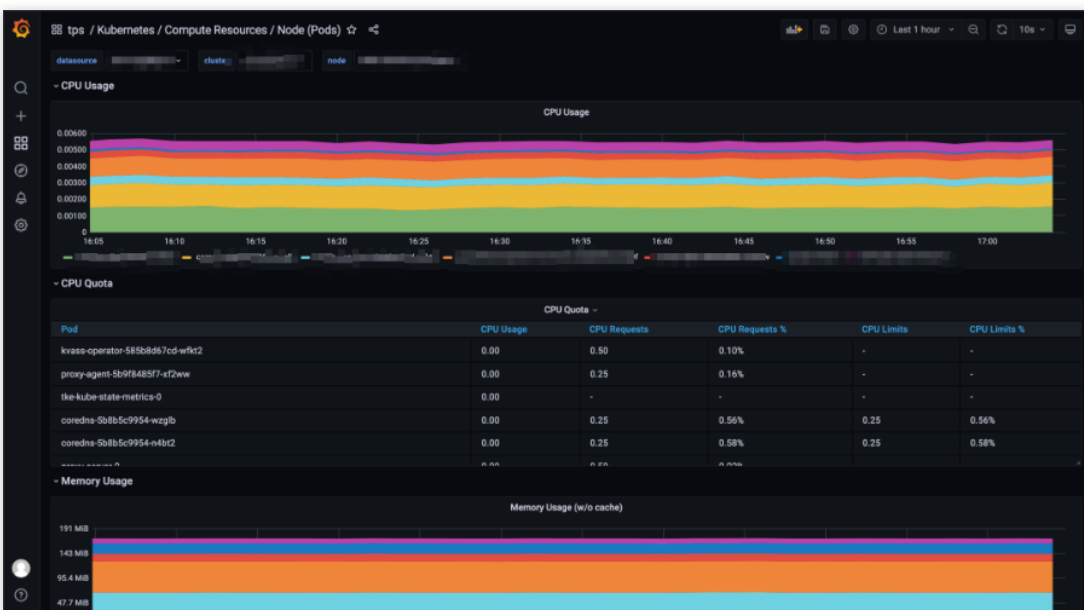 tps / Kubernetes / Compute Resources / Node (Pods)
Last 1 hour
10s
datasource
cluste
node
CPU Usage
CPU Usage
0.00600
0.00500
0.00400
0.00300
0.00200
0.00100
0
16:05 16:10 16:15 16:20 16:25 16:30 16:35 16:40 16:45 16:50 16:55 17:00
CPU Quota
CPU Quota
Pod CPU Usage CPU Requests CPU Requests % CPU Limits CPU Limits %
kvass-operator-585b8d67cd-wfkt2 0.00 0.50 0.10% - -
proxy-agent-5b9f8485f7-xf2ww 0.00 0.25 0.16% - -
tke-kube-state-metrics-0 0.00 - - - -
coredns-5b8b5c9954-wzglb 0.00 0.25 0.56% 0.25 0.56%
coredns-5b8b5c9954-n4bt2 0.00 0.25 0.58% 0.25 0.58%
Memory Usage
Memory Usage (w/o cache)
191 MiB
143 MiB
95.4 MiB
47.7 MiB